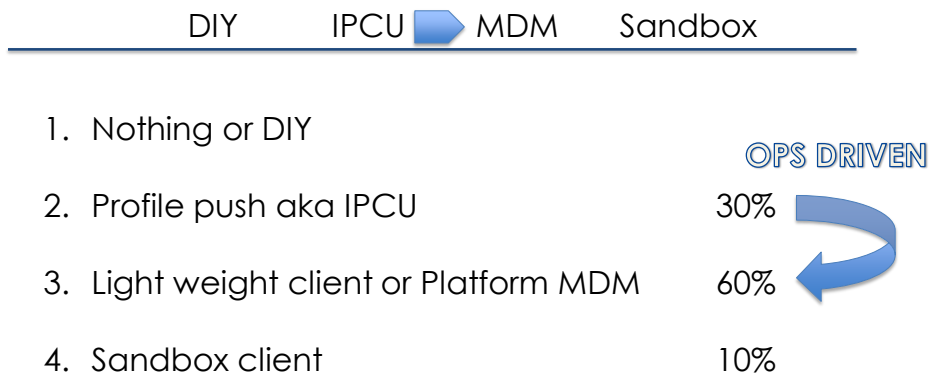 DIY IPCU MDM Sandbox
1. Nothing or DIY
OPS DRIVEN
2. Profile push aka IPCU 30%
3. Light weight client or Platform MDM 60%
4. Sandbox client 10%